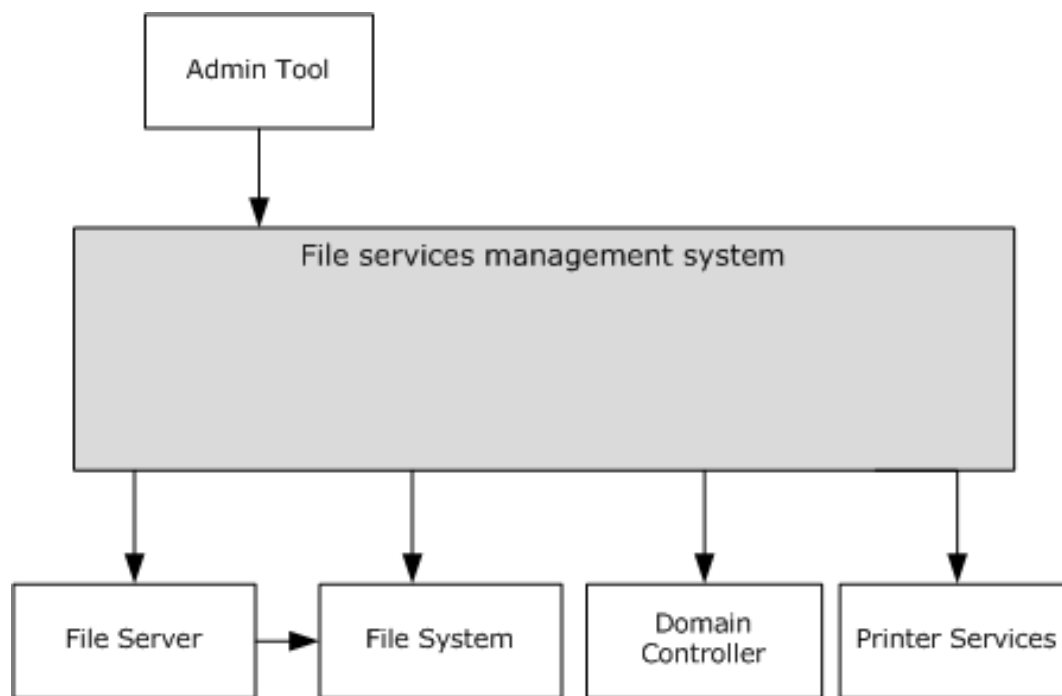 Admin Tool
File services management system
File Server
File System
Domain
Controller
Printer Services